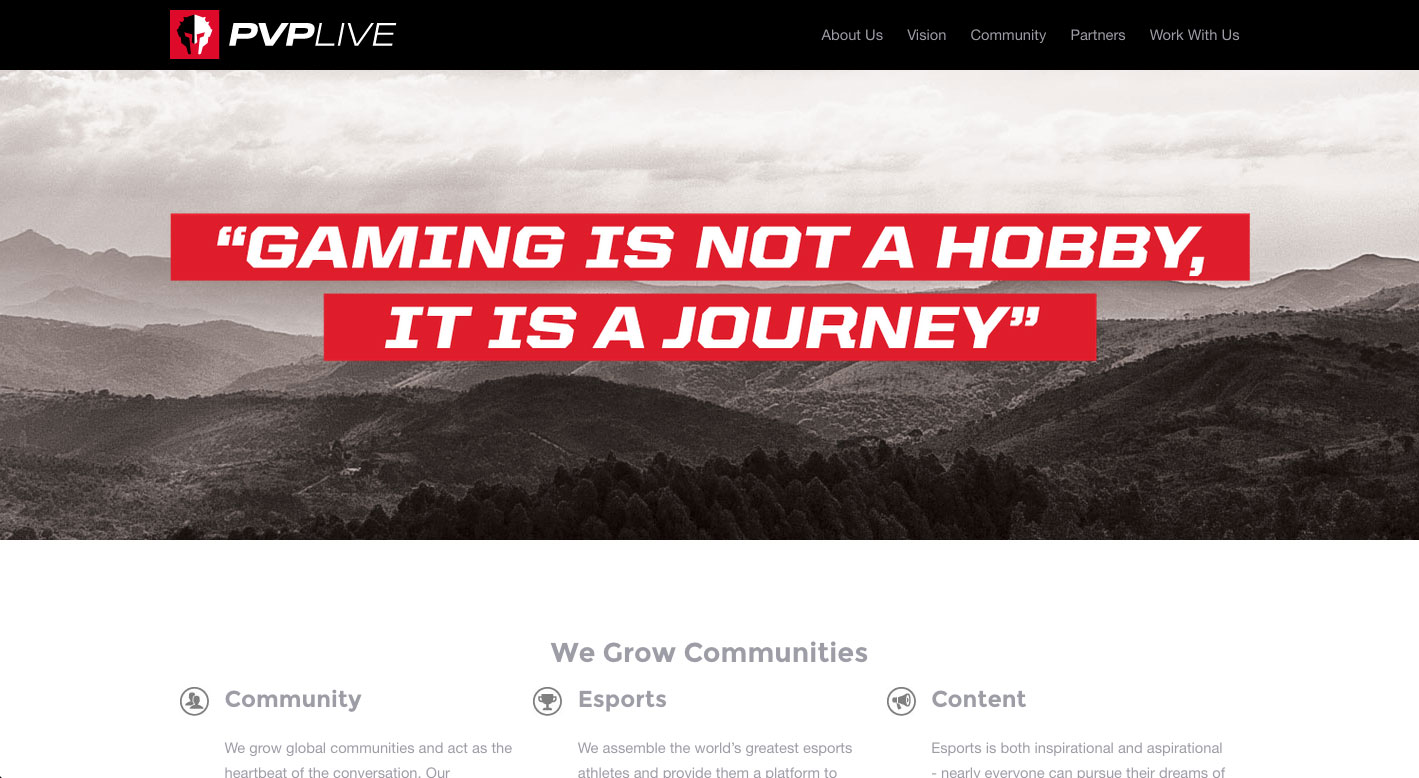 PVPLIVE
About Us Vision Community Partners Work With Us
“GAMING IS NOT A HOBBY,
IT IS A JOURNEY”
We Grow Communities
Community
Esports
Content
We grow global communities and act as the
heartbeat of the conversation. Our
We assemble the world’s greatest esports
athletes and provide them a platform to
Esports is both inspirational and aspirational
- nearly everyone can pursue their dreams of